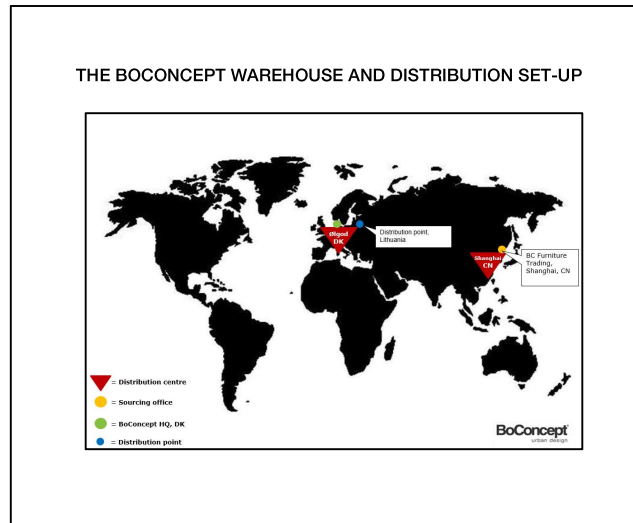 THE BOCONCEPT WAREHOUSE AND DISTRIBUTION SET-UP
Ølgod
DK
Distribution point,
Lithuania
Shanghai
CN
BC Furniture
Trading,
Shanghai, CN
= Distribution centre
= Sourcing office
= BoConcept HQ, DK
= Distribution point
BoConcept®
urban design